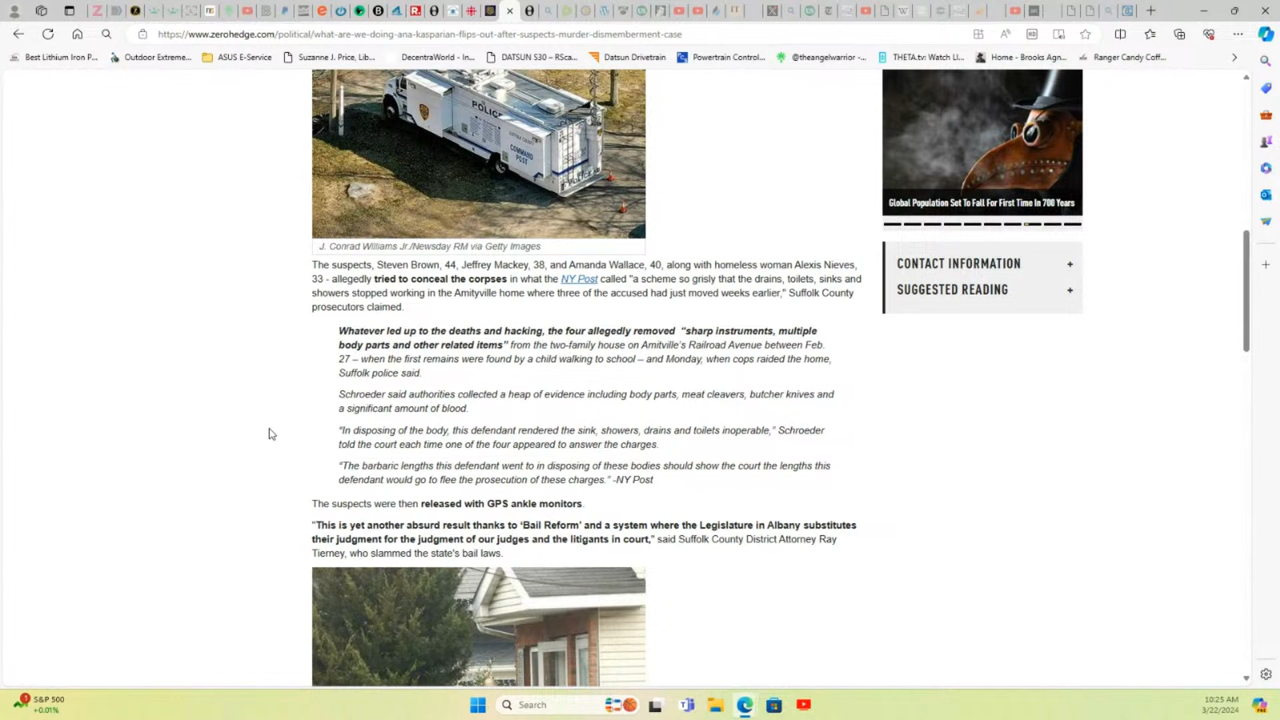 https://www.zerohedge.com/political/what-are-we-doing-ana-kasparian-flips-out-after-suspects-murder-dismemberment-case
Best Lithium Iron P...
Outdoor Extreme...
ASUS E-Service
Suzanne J. Price, Lib...
DecentraWorld - In...
DATSUN 530 – RSca...
Datsun Drivetrain
Powertrain Control...
@theangelwarrior -...
THETA.tv: Watch LI...
Home - Brooks Agn...
Ranger Candy Coff...
POLICE
COMMAND
POST
POLICE
J. Conrad Williams Jr./Newsday RM via Getty Images
The suspects, Steven Brown, 44, Jeffrey Mackey, 38, and Amanda Wallace, 40, along with homeless woman Alexis Nieves,
33 - allegedly tried to conceal the corpses in what the NY Post called "a scheme so grisly that the drains, toilets, sinks and
showers stopped working in the Amityville home where three of the accused had just moved weeks earlier," Suffolk County
prosecutors claimed.
Whatever led up to the deaths and hacking, the four allegedly removed "sharp instruments, multiple
body parts and other related items" from the two-family house on Amitville's Railroad Avenue between Feb.
27 – when the first remains were found by a child walking to school – and Monday, when cops raided the home,
Suffolk police said.
Schroeder said authorities collected a heap of evidence including body parts, meat cleavers, butcher knives and
a significant amount of blood.
“In disposing of the body, this defendant rendered the sink, showers, drains and toilets inoperable,” Schroeder
told the court each time one of the four appeared to answer the charges.
“The barbaric lengths this defendant went to in disposing of these bodies should show the court the lengths this
defendant would go to flee the prosecution of these charges.” -NY Post
The suspects were then released with GPS ankle monitors.
"This is yet another absurd result thanks to 'Bail Reform' and a system where the Legislature in Albany substitutes
their judgment for the judgment of our judges and the litigants in court," said Suffolk County District Attorney Ray
Tierney, who slammed the state's bail laws.
Global Population Set To Fall For First Time In 700 Years
CONTACT INFORMATION +
SUGGESTED READING +
S&P 500
+0.01%
Search
10:25 AM
3/22/2024